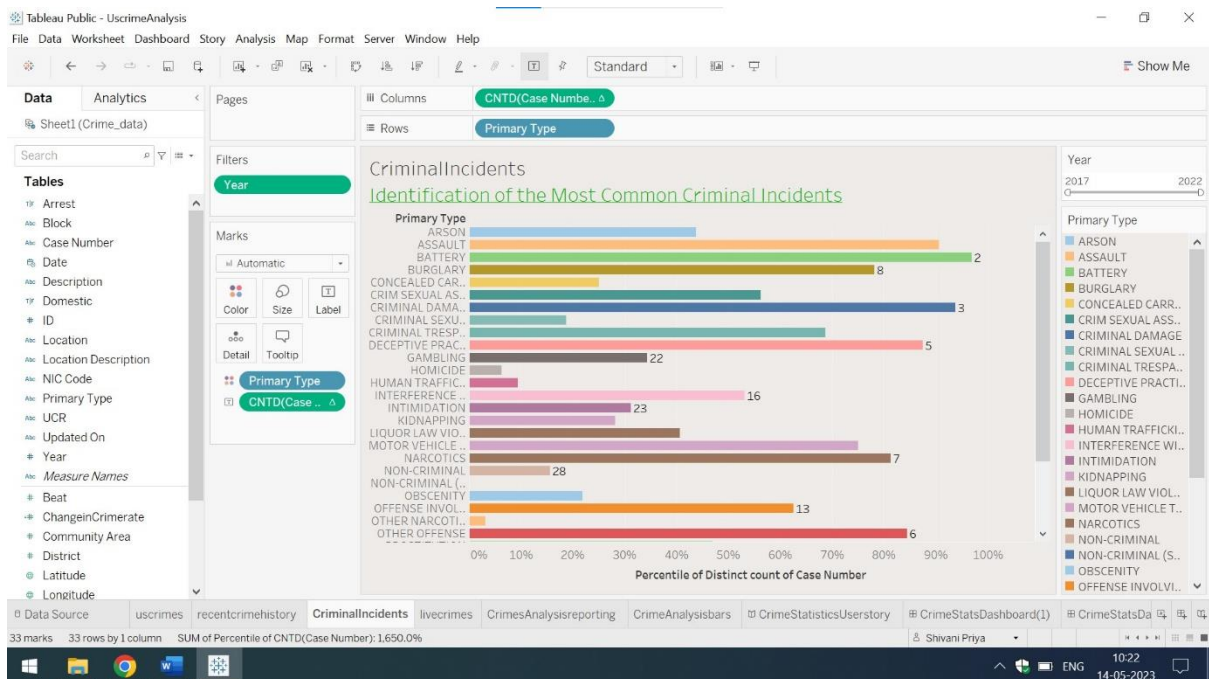 Tableau Public - UscrimeAnalysis
File Data Worksheet Dashboard Story Analysis Map Format Server Window Help
Standard
Show Me
Data Analytics
Sheet1 (Crime_data)
Search
Tables
Arrest
Block
Case Number
Date
Description
Domestic
ID
Location
Location Description
NIC Code
Primary Type
UCR
Updated On
Year
Measure Names
Beat
ChangeinCrimerate
Community Area
District
Latitude
Longitude
Pages
Filters
Year
Marks
Automatic
Color Size Label
Detail Tooltip
Primary Type
CNTD(Case ..
Columns CNTD(Case Numbe..
Rows Primary Type
CriminalIncidents
Identification of the Most Common Criminal Incidents
Primary Type
ARSON
ASSAULT
BATTERY 2
BURGLARY 8
CONCEALED CAR..
CRIM SEXUAL AS..
CRIMINAL DAMA.. 3
CRIMINAL SEXU..
CRIMINAL TRESP..
DECEPTIVE PRAC.. 5
GAMBLING 22
HOMICIDE
HUMAN TRAFFIC..
INTERFERENCE .. 16
INTIMIDATION 23
KIDNAPPING
LIQUOR LAW VIO..
MOTOR VEHICLE ..
NARCOTICS 7
NON-CRIMINAL 28
NON-CRIMINAL (..
OBSCENITY
OFFENSE INVOL.. 13
OTHER NARCOTI..
OTHER OFFENSE 6
0% 10% 20% 30% 40% 50% 60% 70% 80% 90% 100%
Percentile of Distinct count of Case Number
Year
2017 2022
Primary Type
ARSON
ASSAULT
BATTERY
BURGLARY
CONCEALED CARR..
CRIM SEXUAL ASS..
CRIMINAL DAMAGE
CRIMINAL SEXUAL ..
CRIMINAL TRESPA..
DECEPTIVE PRACTI..
GAMBLING
HOMICIDE
HUMAN TRAFFICKI..
INTERFERENCE WI..
INTIMIDATION
KIDNAPPING
LIQUOR LAW VIOL..
MOTOR VEHICLE T..
NARCOTICS
NON-CRIMINAL
NON-CRIMINAL (S..
OBSCENITY
OFFENSE INVOLVI..
Data Source uscrimes recentcrimehistory CriminalIncidents livecrimes CrimesAnalysisreporting CrimeAnalysisbars CrimeStatisticsUserstory CrimeStatsDashboard(1) CrimeStatsDa
33 marks 33 rows by 1 column SUM of Percentile of CNTD(Case Number): 1,650.0% Shivani Priya
ENG 10:22
14-05-2023